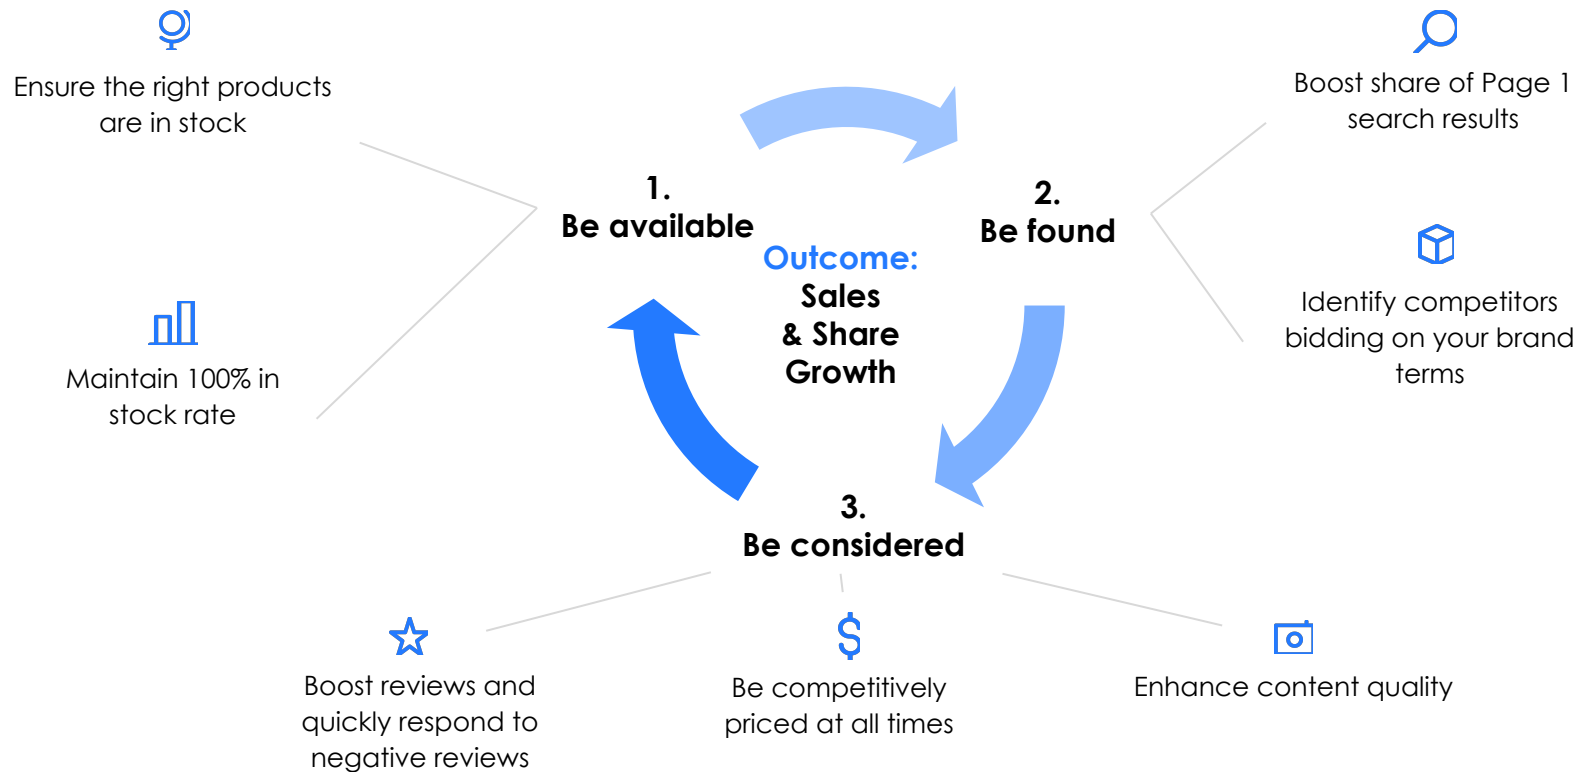 Ensure the right products
are in stock
Maintain 100% in
stock rate
1.
Be available
Outcome:
Sales
& Share
Growth
2.
Be found
Boost share of Page 1
search results
Identify competitors
bidding on your brand
terms
3.
Be considered
Boost reviews and
quickly respond to
negative reviews
Be competitively
priced at all times
Enhance content quality